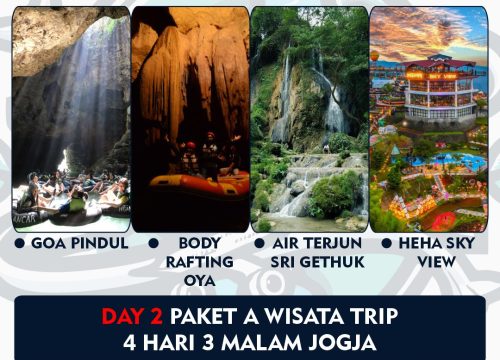 GOA PINDUL
BODY
RAFTING
OYA
AIR TERJUN
SRI GETHUK
HEHA SKY
VIEW
DAY 2 PAKET A WISATA TRIP
4 HARI 3 MALAM JOGJA